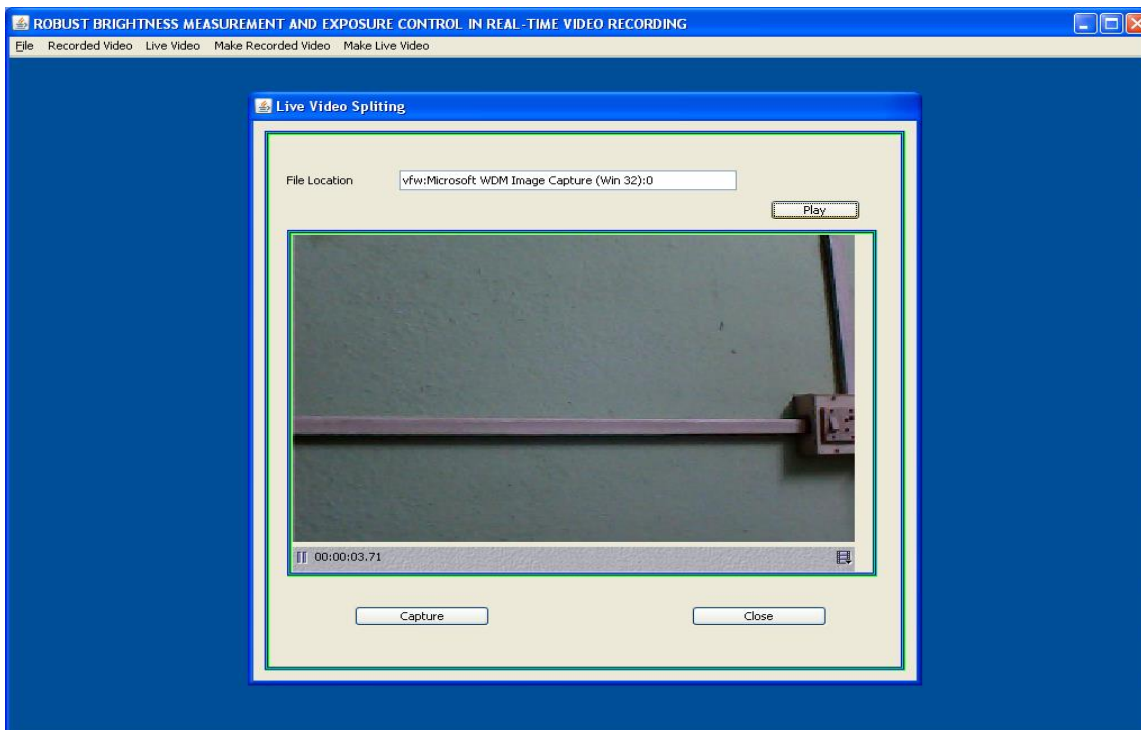 ROBUST BRIGHTNESS MEASUREMENT AND EXPOSURE CONTROL IN REAL-TIME VIDEO RECORDING
File Recorded Video Live Video Make Recorded Video Make Live Video
Live Video Spliting
File Location vfw:Microsoft WDM Image Capture (Win 32):0
Play
00:00:03.71
Capture Close